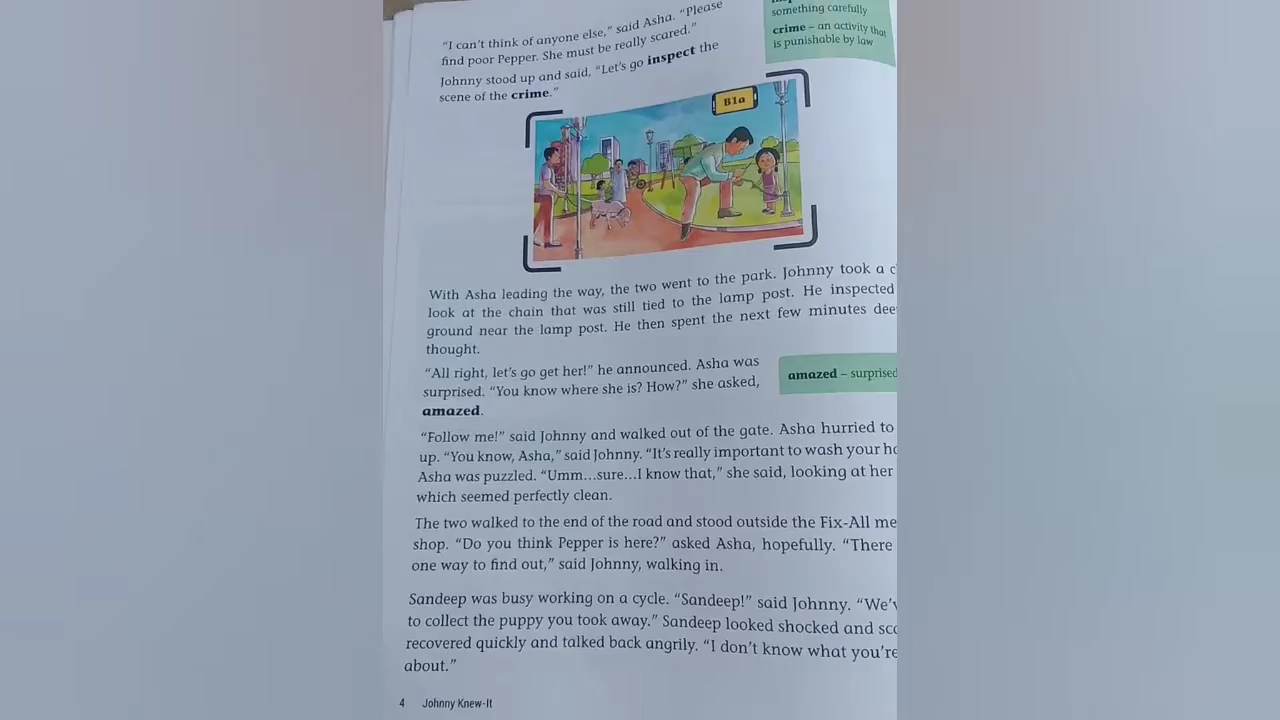 "I can't think of anyone else," said Asha. "Please
find poor Pepper. She must be really scared."
Johnny stood up and said, "Let's go inspect the
scene of the crime."
something carefully
crime – an activity that
is punishable by law
B1a
With Asha leading the way, the two went to the park. Johnny took a
look at the chain that was still tied to the lamp post. He inspected
ground near the lamp post. He then spent the next few minutes
thought.
"All right, let's go get her!" he announced. Asha was
surprised. "You know where she is? How?" she asked,
amazed.
amazed – surprised
"Follow me!" said Johnny and walked out of the gate. Asha hurried to
up. "You know, Asha," said Johnny. "It's really important to wash your
Asha was puzzled. "Umm...sure...I know that," she said, looking at her
which seemed perfectly clean.
The two walked to the end of the road and stood outside the Fix-All
shop. "Do you think Pepper is here?" asked Asha, hopefully. "There
one way to find out," said Johnny, walking in.
Sandeep was busy working on a cycle. "Sandeep!" said Johnny.
to collect the puppy you took away." Sandeep looked shocked and
recovered quickly and talked back angrily. "I don't know what you're
about."
4 Johnny Knew-It